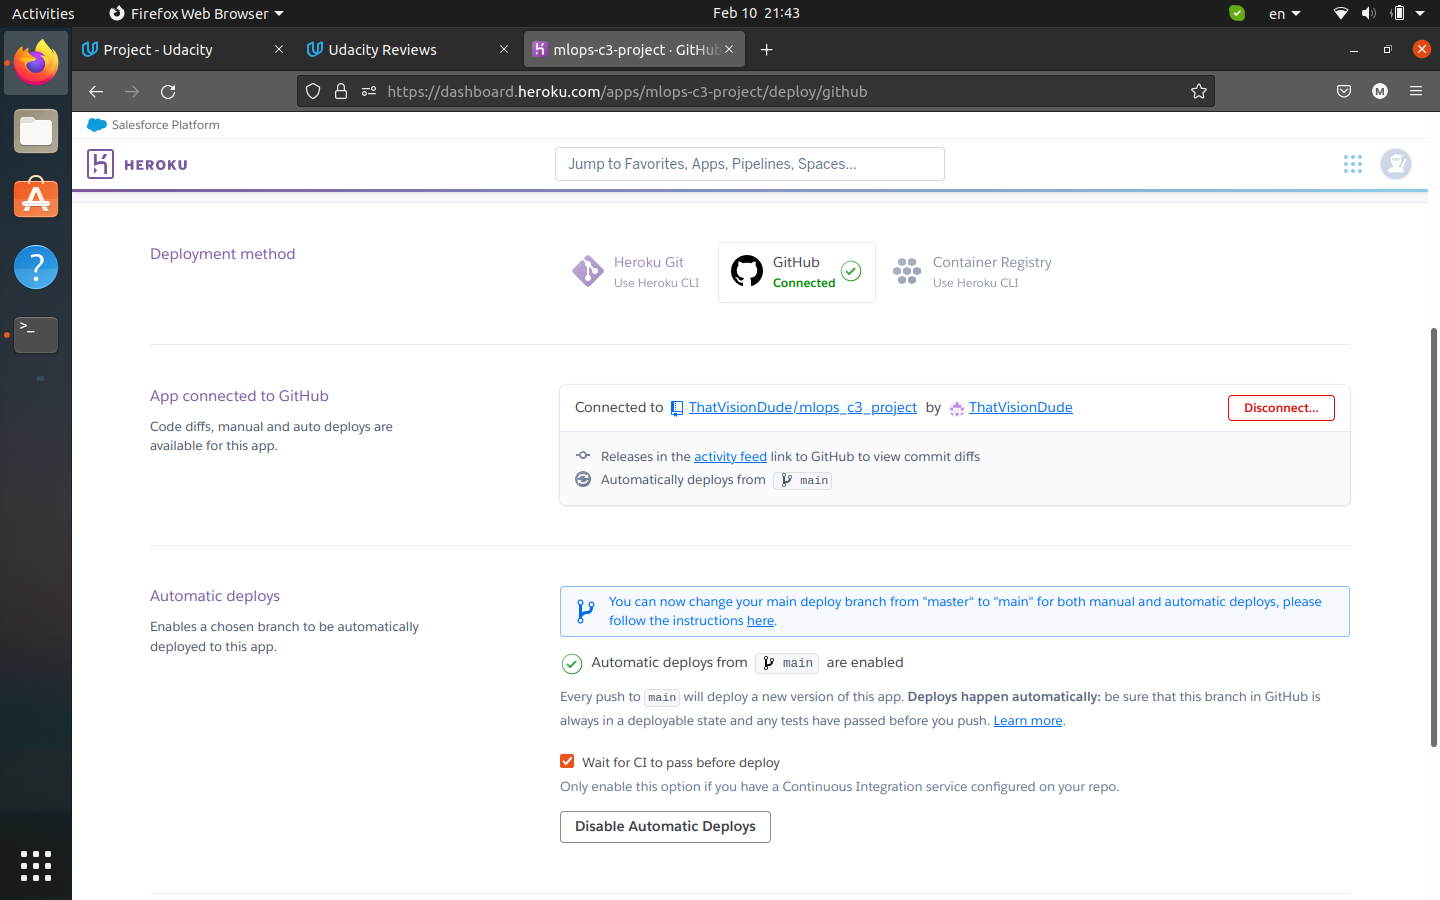 Activities
Firefox Web Browser
Feb 10 21:43
en
Project - Udacity
Udacity Reviews
mlops-c3-project · GitHub
https://dashboard.heroku.com/apps/mlops-c3-project/deploy/github
M
Salesforce Platform
HEROKU
Jump to Favorites, Apps, Pipelines, Spaces...
Deployment method
Heroku Git
Use Heroku CLI
GitHub
Connected
Container Registry
Use Heroku CLI
App connected to GitHub
Code diffs, manual and auto deploys are
available for this app.
Connected to ThatVisionDude/mlops_c3_project by ThatVisionDude
Disconnect...
Releases in the activity feed link to GitHub to view commit diffs
Automatically deploys from main
Automatic deploys
Enables a chosen branch to be automatically
deployed to this app.
You can now change your main deploy branch from "master" to "main" for both manual and automatic deploys, please
follow the instructions here.
Automatic deploys from main are enabled
Every push to main will deploy a new version of this app. Deploys happen automatically: be sure that this branch in GitHub is
always in a deployable state and any tests have passed before you push. Learn more.
Wait for CI to pass before deploy
Only enable this option if you have a Continuous Integration service configured on your repo.
Disable Automatic Deploys